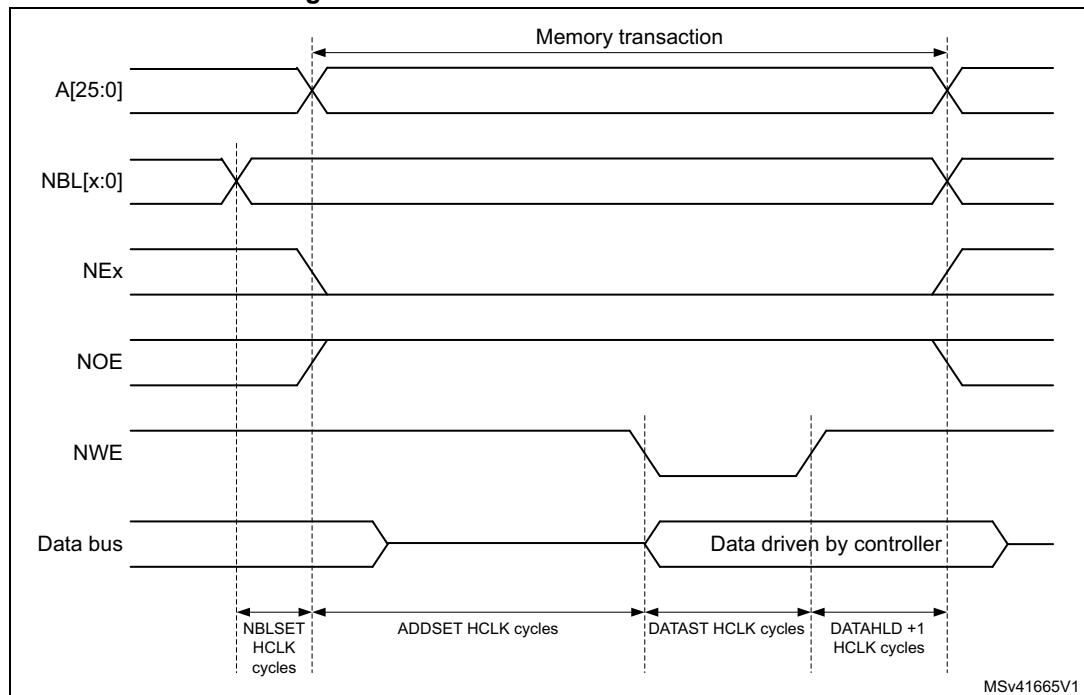 Memory transaction
A[25:0]
NBL[x:0]
NEx
NOE
NWE
Data bus
Data driven by controller
NBLSET
HCLK
cycles
ADDSET HCLK cycles
DATAST HCLK cycles
DATAHLD +1
HCLK cycles
MSv41665V1